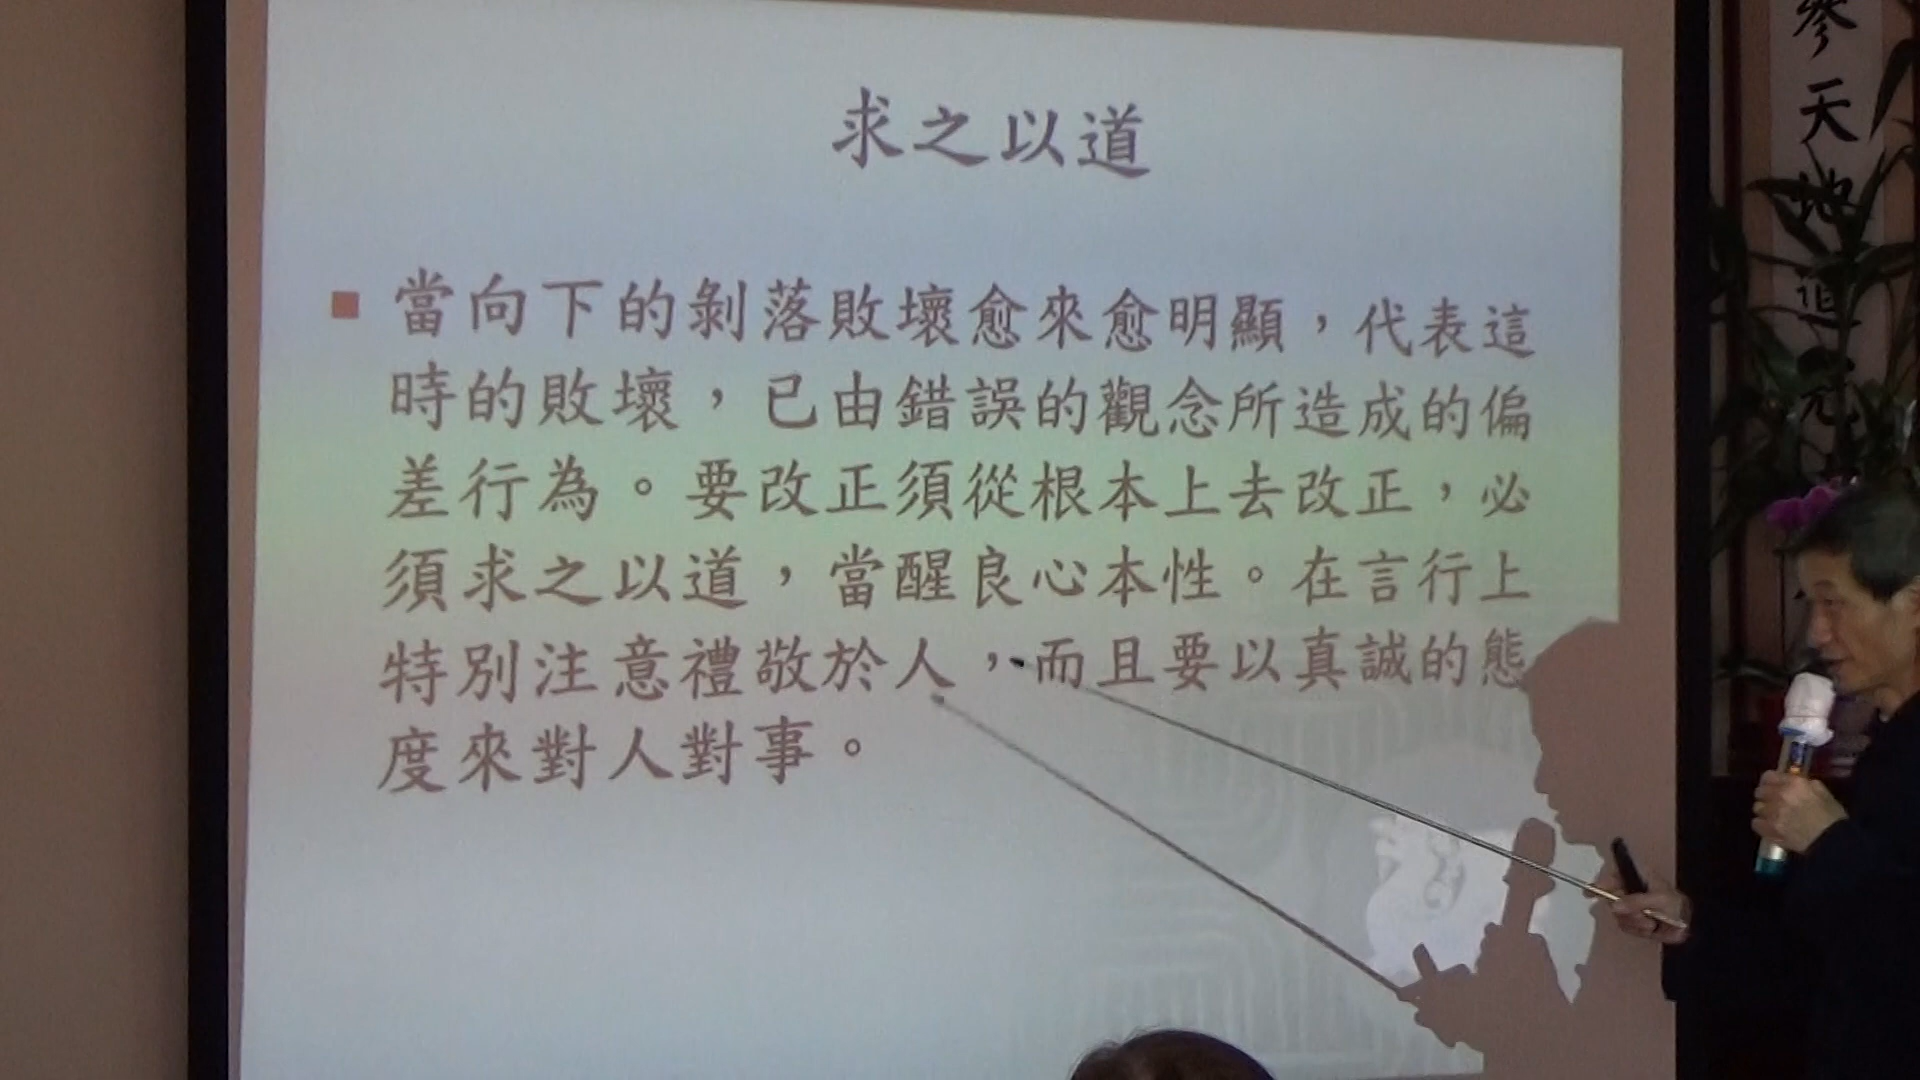 求之以道
當向下的剝落敗壞愈來愈明顯，代表這
時的敗壞，已由錯誤的觀念所造成的偏
差行為。要改正須從根本上去改正，必
須求之以道，當醒良心本性。在言行上
特別注意禮敬於人，而且要以真誠的態
度來對人對事。
參天地道元